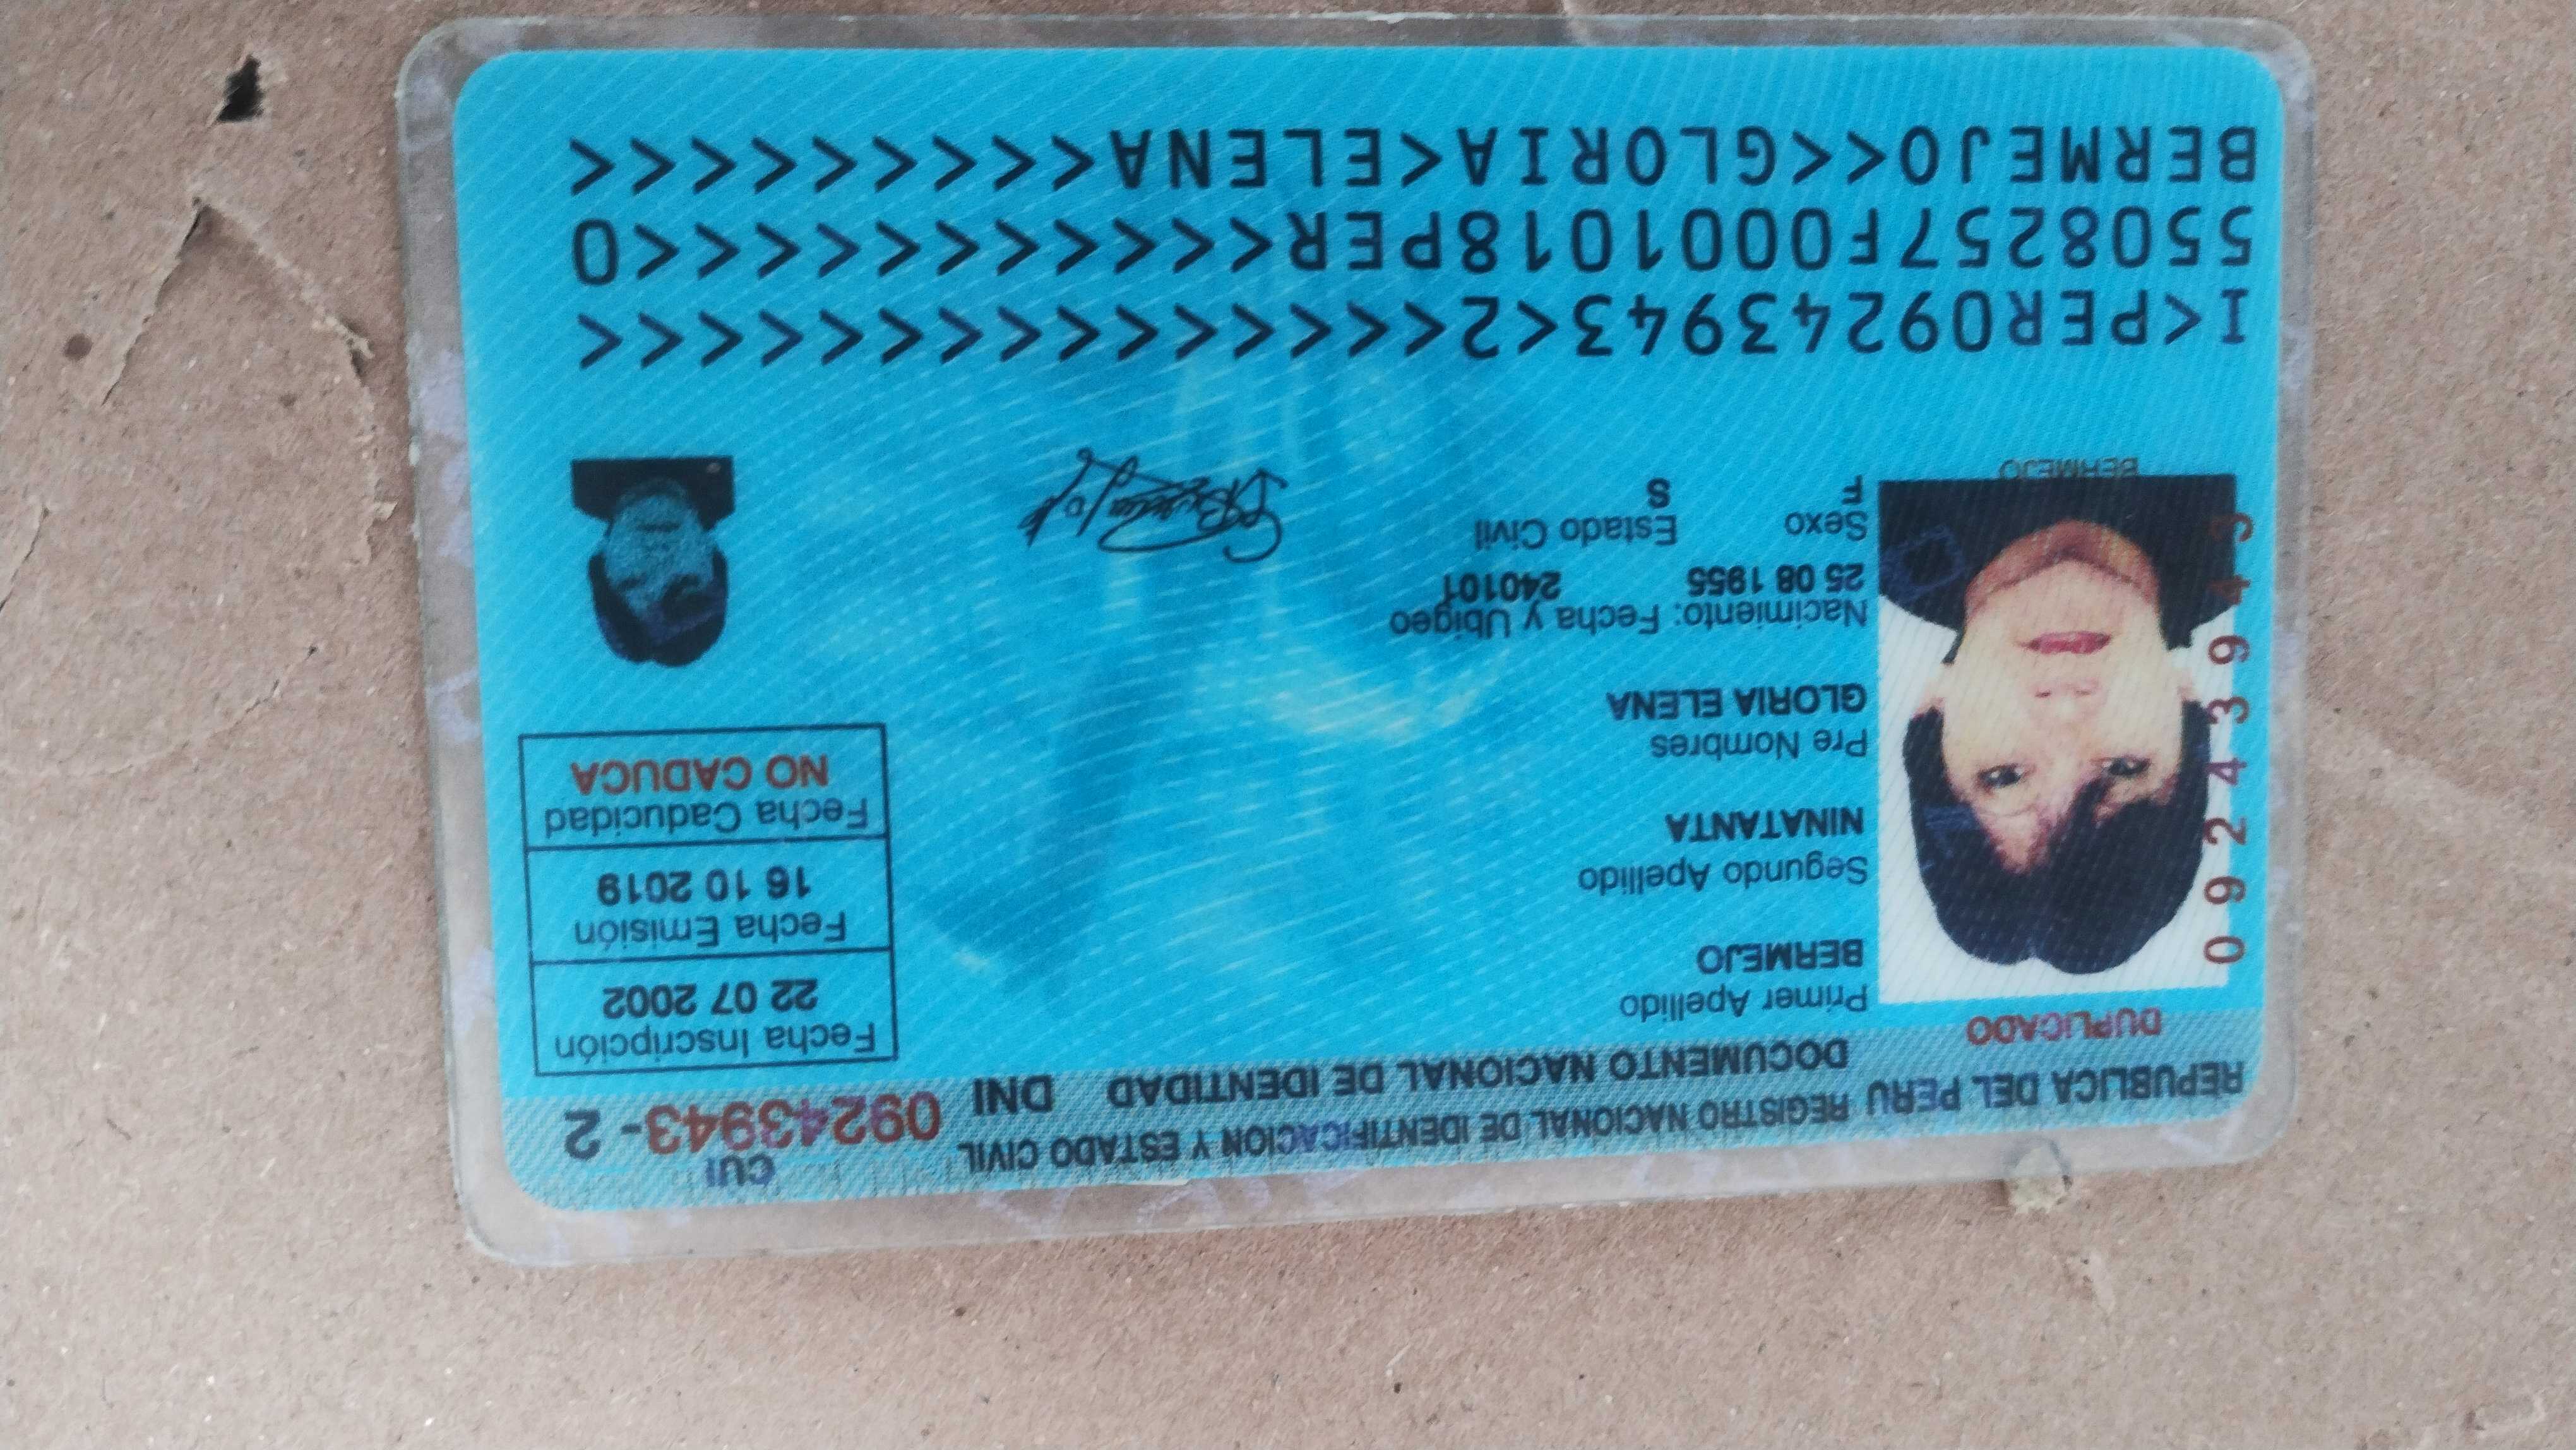 REPUBLICA DEL PERU REGISTRO NACIONAL DE IDENTIFICACION Y ESTADO CIVIL
CUI
DOCUMENTO NACIONAL DE IDENTIDAD DNI
09243943-2
DUPLICADO
Primer Apellido
BERMEJO
Segundo Apellido
NINATANTA
Pre Nombres
GLORIA ELENA
Nacimiento: Fecha y Ubigeo
25 08 1955 240101
Sexo Estado Civil
F S
Fecha Inscripción
22 07 2002
Fecha Emisión
16 10 2019
Fecha Caducidad
NO CADUCA
09243943
BERMEJO
I<PER09243943<2<<<<<<<<<<<<<<<
5508257F0001018PER<<<<<<<<<<<0
BERMEJO<<GLORIA<ELENA<<<<<<<<<